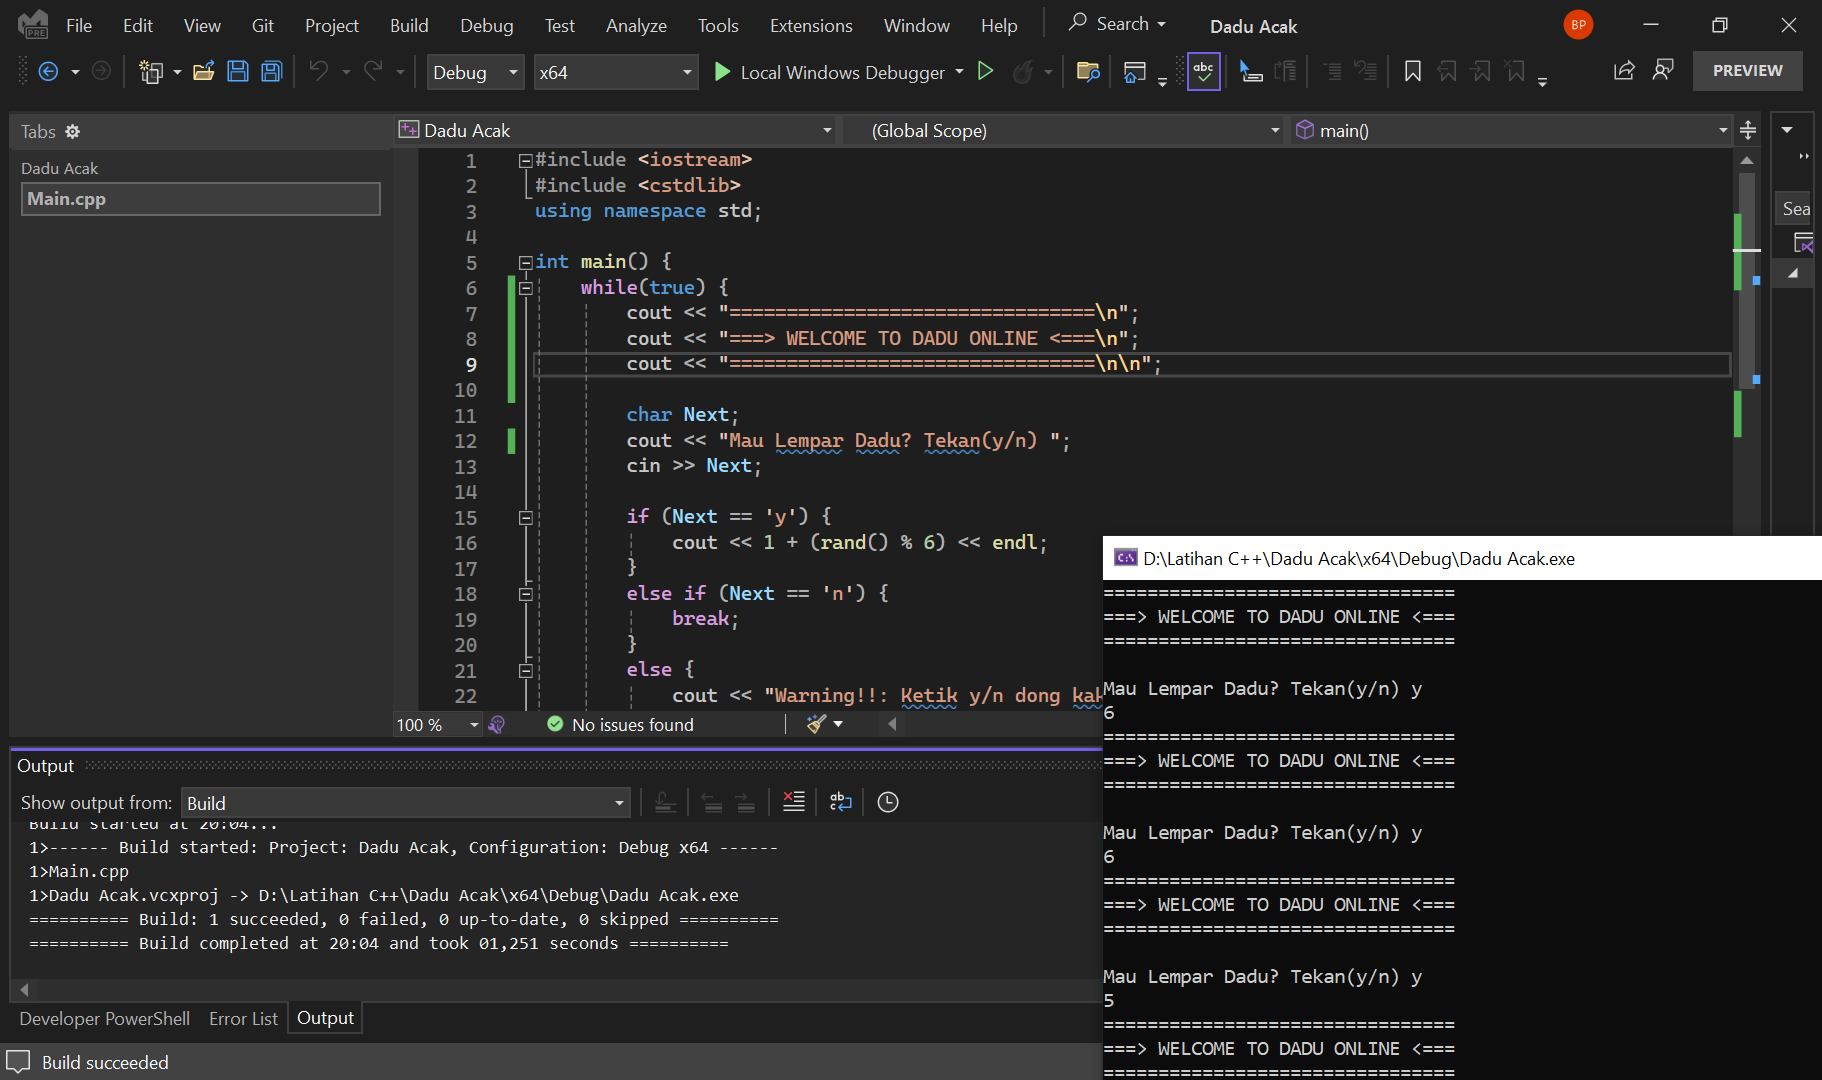 PRE File Edit View Git Project Build Debug Test Analyze Tools Extensions Window Help Search Dadu Acak BP
Debug x64 Local Windows Debugger abc PREVIEW
Tabs
Dadu Acak
Main.cpp
Dadu Acak (Global Scope) main()
Sea
1 #include <iostream>
2 #include <cstdlib>
3 using namespace std;
4
5 int main() {
6 while(true) {
7 cout << "================================\n";
8 cout << "===> WELCOME TO DADU ONLINE <===\n";
9 cout << "================================\n\n";
10
11 char Next;
12 cout << "Mau Lempar Dadu? Tekan(y/n) ";
13 cin >> Next;
14
15 if (Next == 'y') {
16 cout << 1 + (rand() % 6) << endl;
17 }
18 else if (Next == 'n') {
19 break;
20 }
21 else {
22 cout << "Warning!!: Ketik y/n dong kak
100 % No issues found
Output
Show output from: Build
Build started at 20:04...
1>------ Build started: Project: Dadu Acak, Configuration: Debug x64 ------
1>Main.cpp
1>Dadu Acak.vcxproj -> D:\Latihan C++\Dadu Acak\x64\Debug\Dadu Acak.exe
========== Build: 1 succeeded, 0 failed, 0 up-to-date, 0 skipped ==========
========== Build completed at 20:04 and took 01,251 seconds ==========
Developer PowerShell Error List Output
Build succeeded
D:\Latihan C++\Dadu Acak\x64\Debug\Dadu Acak.exe
================================
===> WELCOME TO DADU ONLINE <===
================================
Mau Lempar Dadu? Tekan(y/n) y
6
================================
===> WELCOME TO DADU ONLINE <===
================================
Mau Lempar Dadu? Tekan(y/n) y
6
================================
===> WELCOME TO DADU ONLINE <===
================================
Mau Lempar Dadu? Tekan(y/n) y
5
================================
===> WELCOME TO DADU ONLINE <===
================================